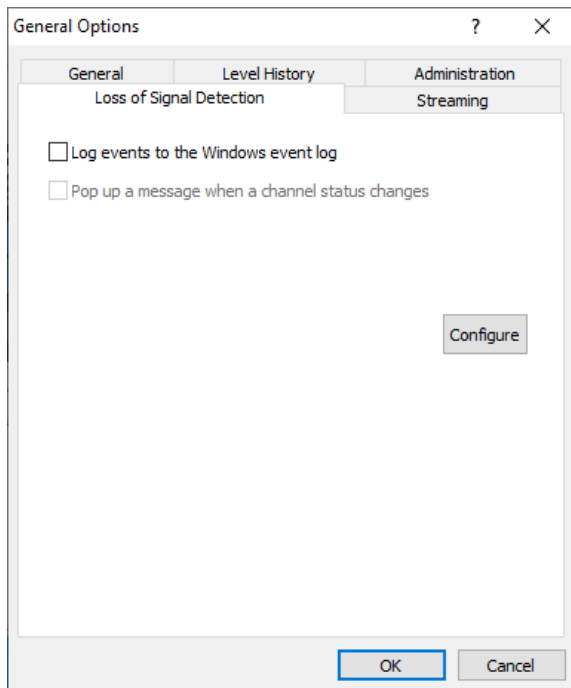 General Options ?
General Level History Administration
Loss of Signal Detection Streaming
Log events to the Windows event log
Pop up a message when a channel status changes
Configure
OK Cancel